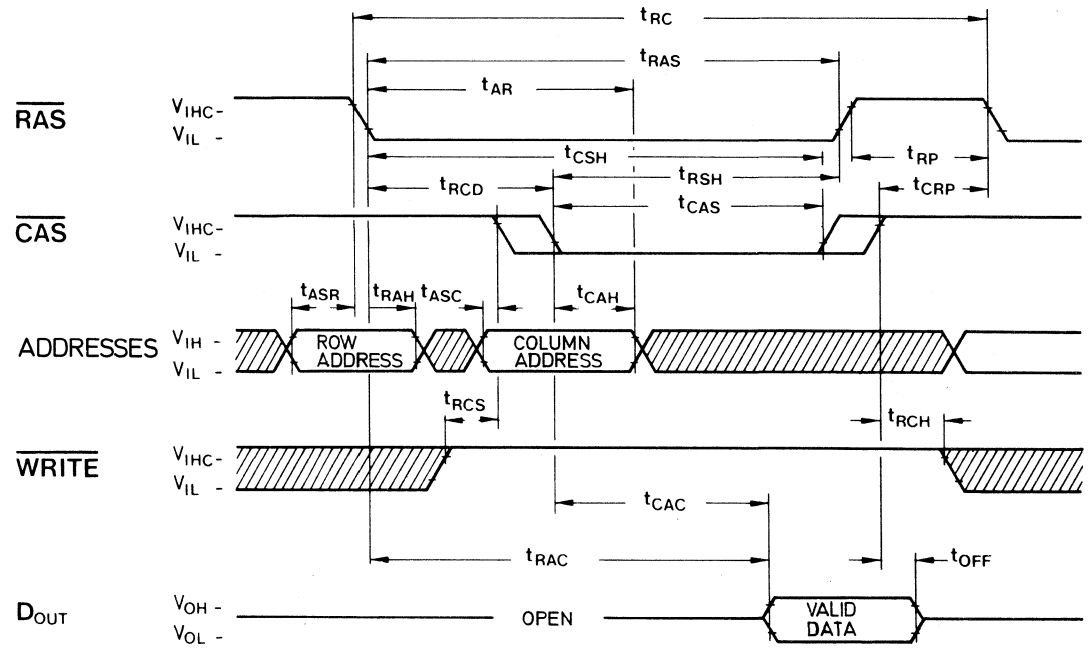 tRC
tRAS
tAR
RAS
VIHC-
VIL -
tCSH
tRP
tRSH
tRCD
tCRP
tCAS
CAS
VIHC-
VIL -
tASR
tRAH
tASC
tCAH
ADDRESSES
VIH -
VIL -
ROW
ADDRESS
COLUMN
ADDRESS
tRCS
tRCH
WRITE
VIHC-
VIL -
tCAC
tRAC
tOFF
DOUT
VOH -
VOL -
OPEN
VALID
DATA